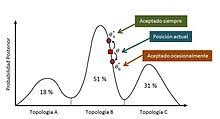 Probabilidad Posterior
Aceptado siempre
Posición actual
Aceptado ocasionalmente
18 %
51 %
31 %
Topología A
Topología B
Topología C